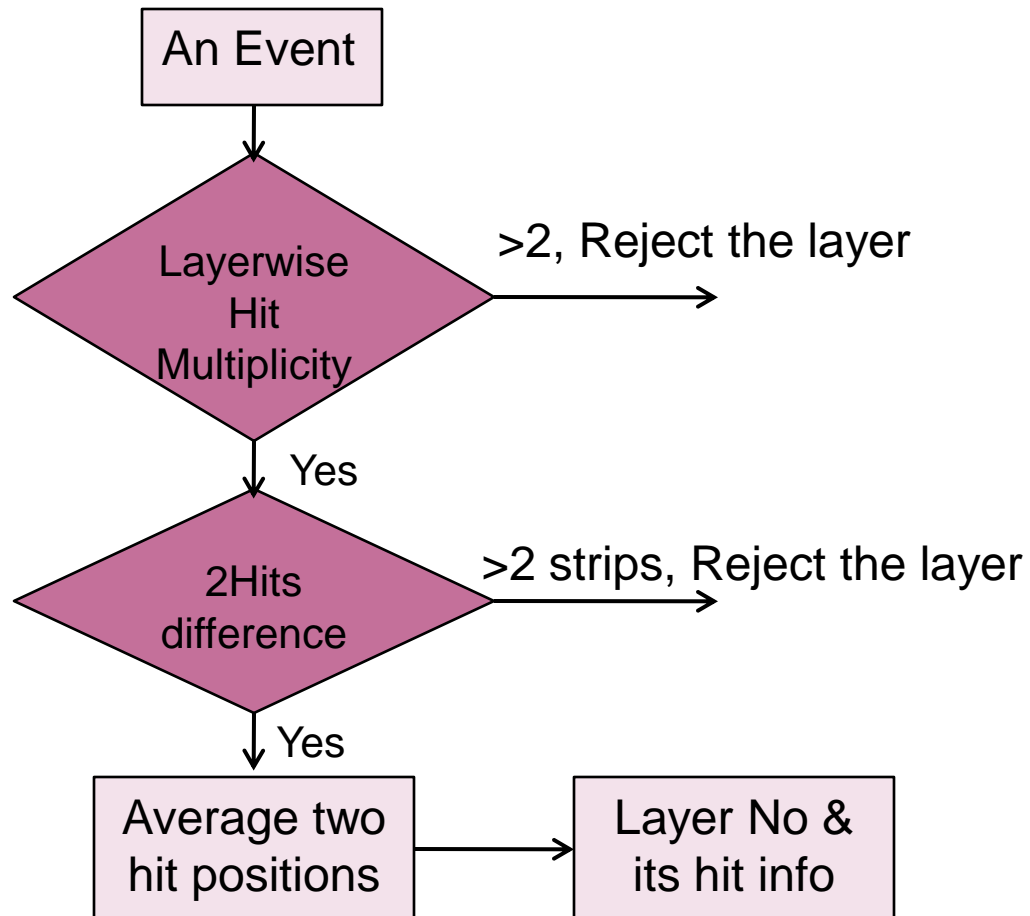 An Event
>2, Reject the layer
Layerwise
Hit
Multiplicity
Yes
>2 strips, Reject the layer
2Hits
difference
Yes
Average two
hit positions
Layer No &
its hit info